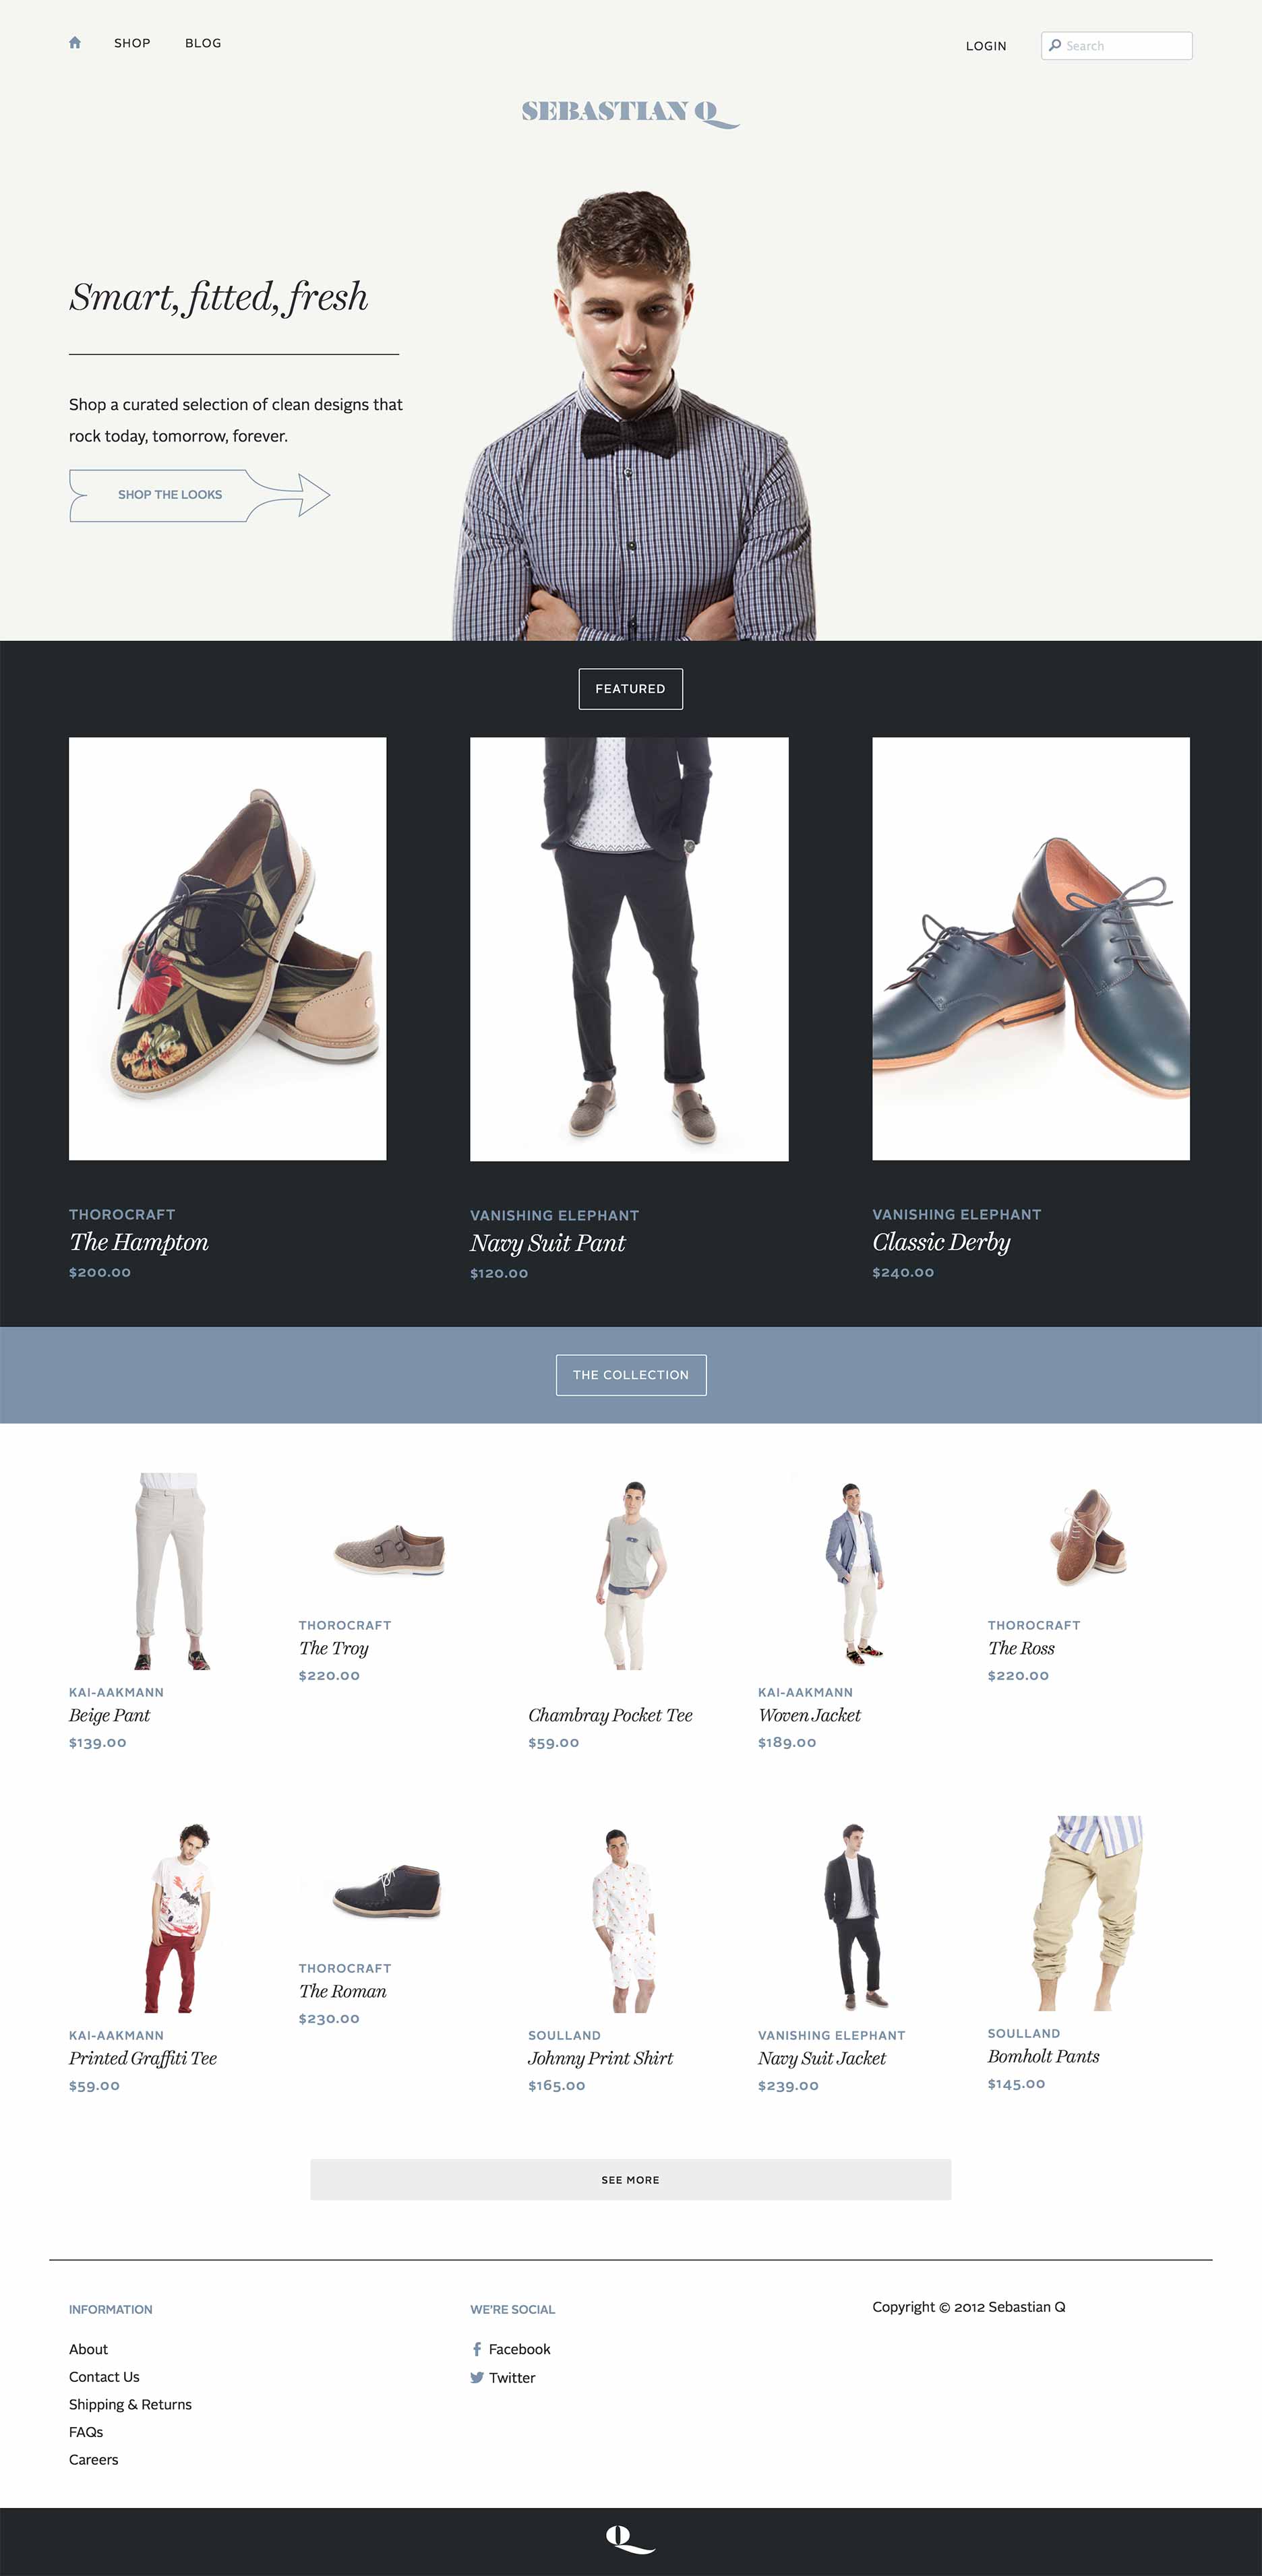 SHOP
BLOG
LOGIN
Search
SEBASTIAN Q
Smart, fitted, fresh
Shop a curated selection of clean designs that
rock today, tomorrow, forever.
SHOP THE LOOKS
FEATURED
THOROCRAFT
The Hampton
$200.00
VANISHING ELEPHANT
Navy Suit Pant
$120.00
VANISHING ELEPHANT
Classic Derby
$240.00
THE COLLECTION
KAI-AAKMANN
Beige Pant
$139.00
THOROCRAFT
The Troy
$220.00
Chambray Pocket Tee
$59.00
KAI-AAKMANN
Woven Jacket
$189.00
THOROCRAFT
The Ross
$220.00
KAI-AAKMANN
Printed Graffiti Tee
$59.00
THOROCRAFT
The Roman
$230.00
SOULLAND
Johnny Print Shirt
$165.00
VANISHING ELEPHANT
Navy Suit Jacket
$239.00
SOULLAND
Bomholt Pants
$145.00
SEE MORE
INFORMATION
About
Contact Us
Shipping & Returns
FAQs
Careers
WE'RE SOCIAL
Facebook
Twitter
Copyright © 2012 Sebastian Q
Q